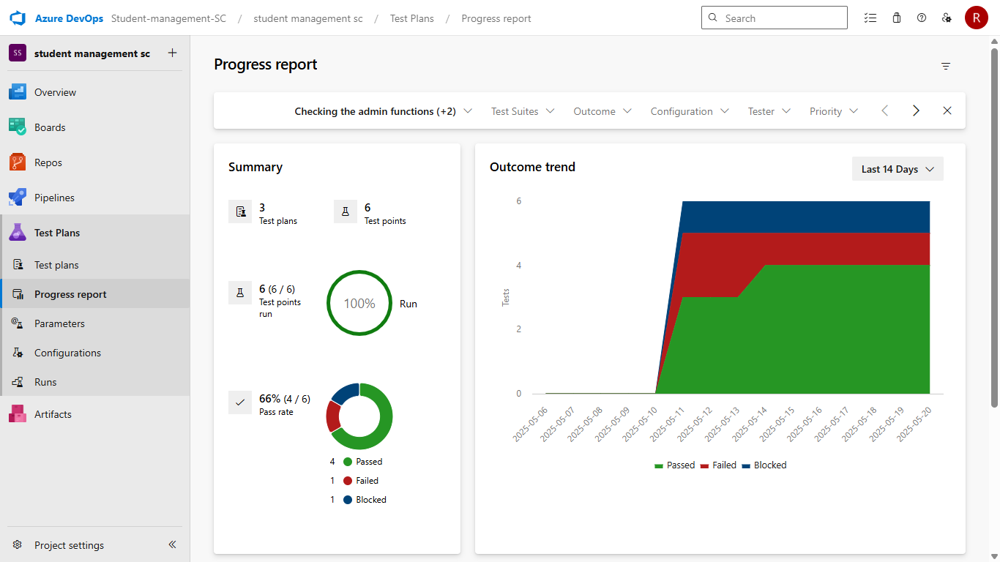 Azure DevOps Student-management-SC / student management sc / Test Plans / Progress report
Search
R
SS student management sc
Overview
Boards
Repos
Pipelines
Test Plans
Test plans
Progress report
Parameters
Configurations
Runs
Artifacts
Project settings
Progress report
Checking the admin functions (+2) Test Suites Outcome Configuration Tester Priority
Summary
3
Test plans
6
Test points
6 (6 / 6)
Test points
run
100%
Run
66% (4 / 6)
Pass rate
4 Passed
1 Failed
1 Blocked
Outcome trend
Last 14 Days
Tests
6
4
2
0
2025-05-06
2025-05-07
2025-05-08
2025-05-09
2025-05-10
2025-05-11
2025-05-12
2025-05-13
2025-05-14
2025-05-15
2025-05-16
2025-05-17
2025-05-18
2025-05-19
2025-05-20
Passed Failed Blocked